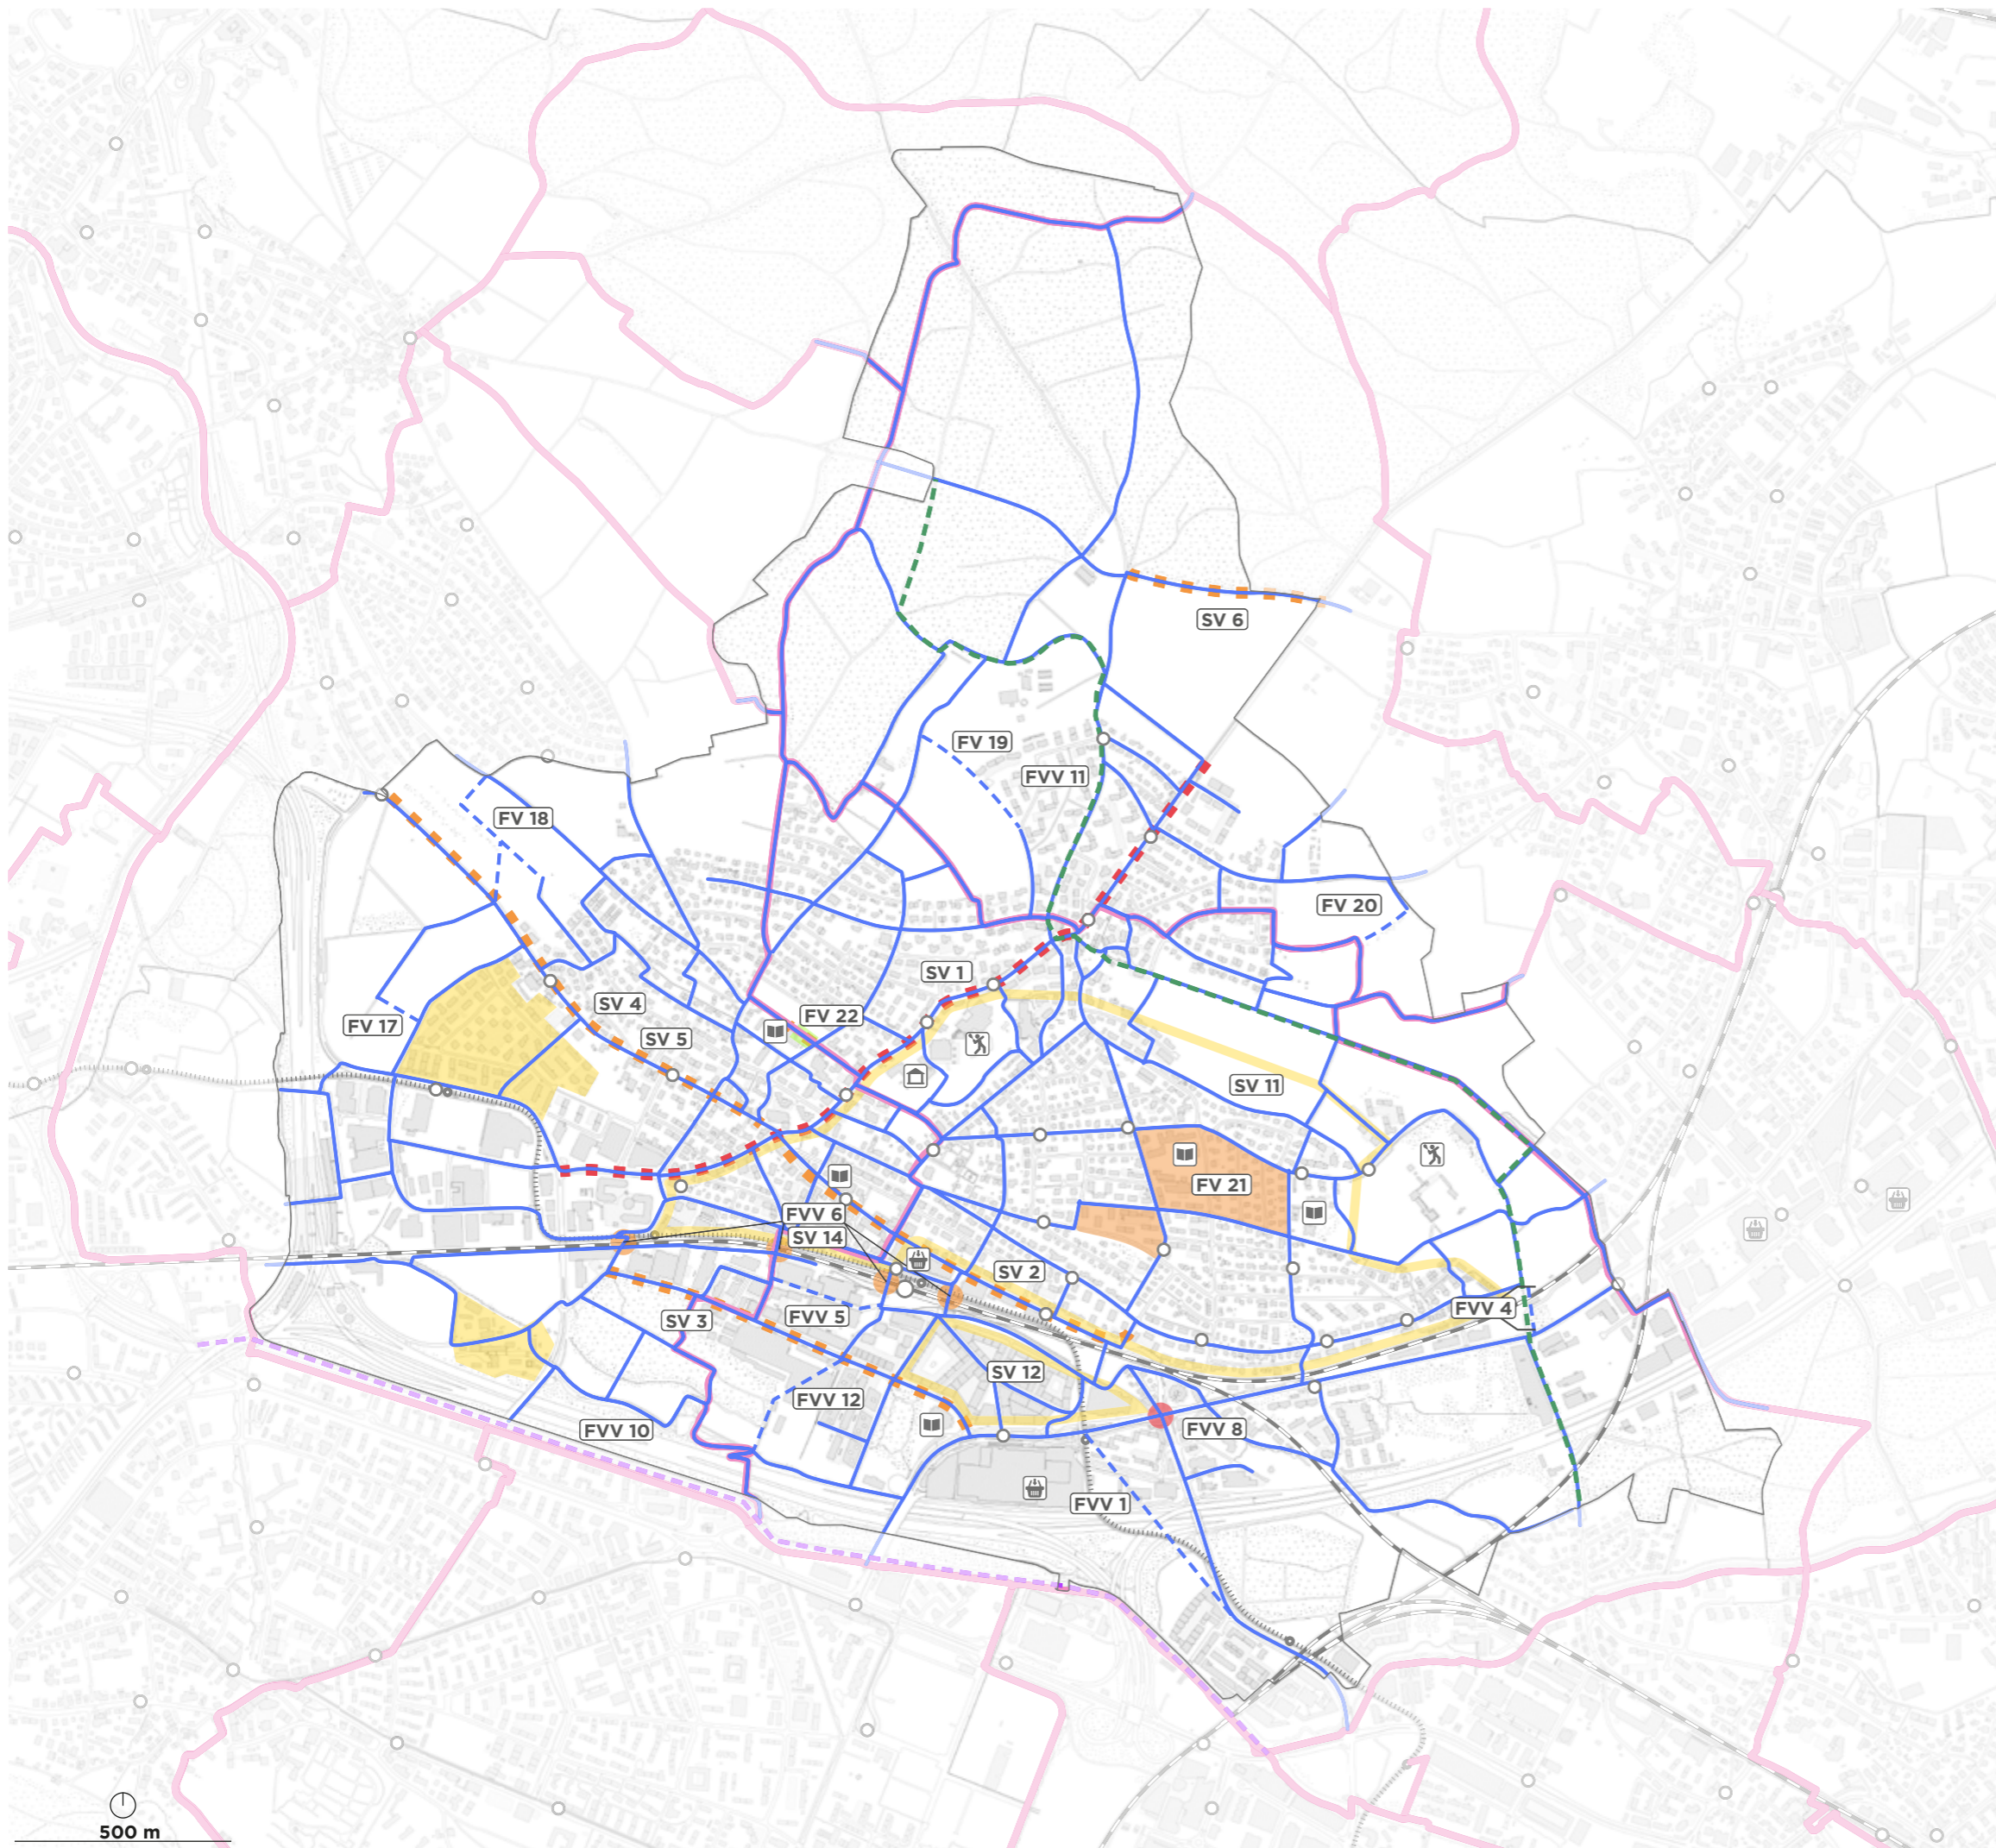 SV 6
FV 19
FVV 11
FV 18
FV 20
SV 1
SV 4
FV 22
FV 17
SV 5
SV 11
FV 21
FVV 6
SV 14
SV 2
FVV 4
FVV 5
SV 3
SV 12
FVV 12
FVV 10
FVV 8
FVV 1
500 m